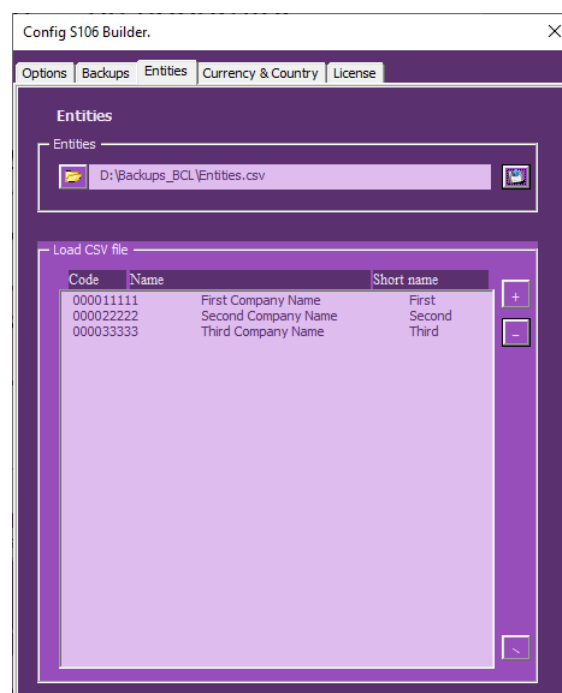 Config S106 Builder.
Options Backups Entities Currency & Country License
Entities
Entities
D:\Backups_BCL\Entities.csv
Load CSV file
Code Name Short name
000011111 First Company Name First
000022222 Second Company Name Second
000033333 Third Company Name Third
+
-